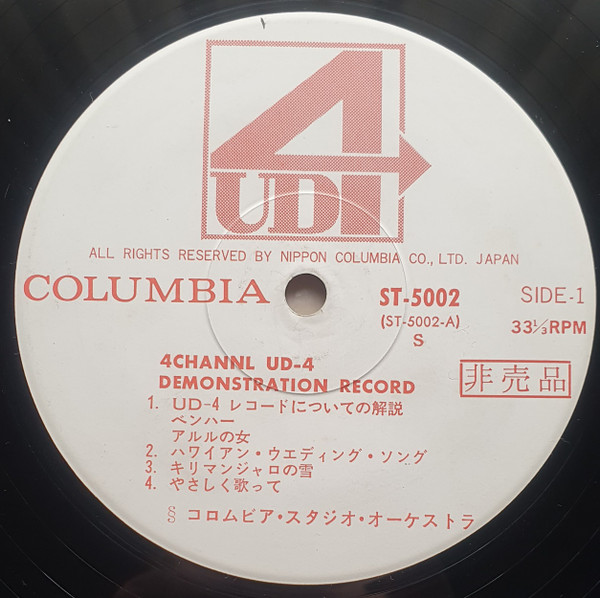 UD4
ALL RIGHTS RESERVED BY NIPPON COLUMBIA CO., LTD. JAPAN
COLUMBIA
ST-5002
SIDE-1
(ST-5002-A)
33⅓RPM
S
4CHANNL UD-4
DEMONSTRATION RECORD
非売品
1. UD-4 レコードについての解説
ベンハー
アルルの女
2. ハワイアン・ウエディング・ソング
3. キリマンジャロの雪
4. やさしく歌って
§ コロムビア・スタジオ・オーケストラ